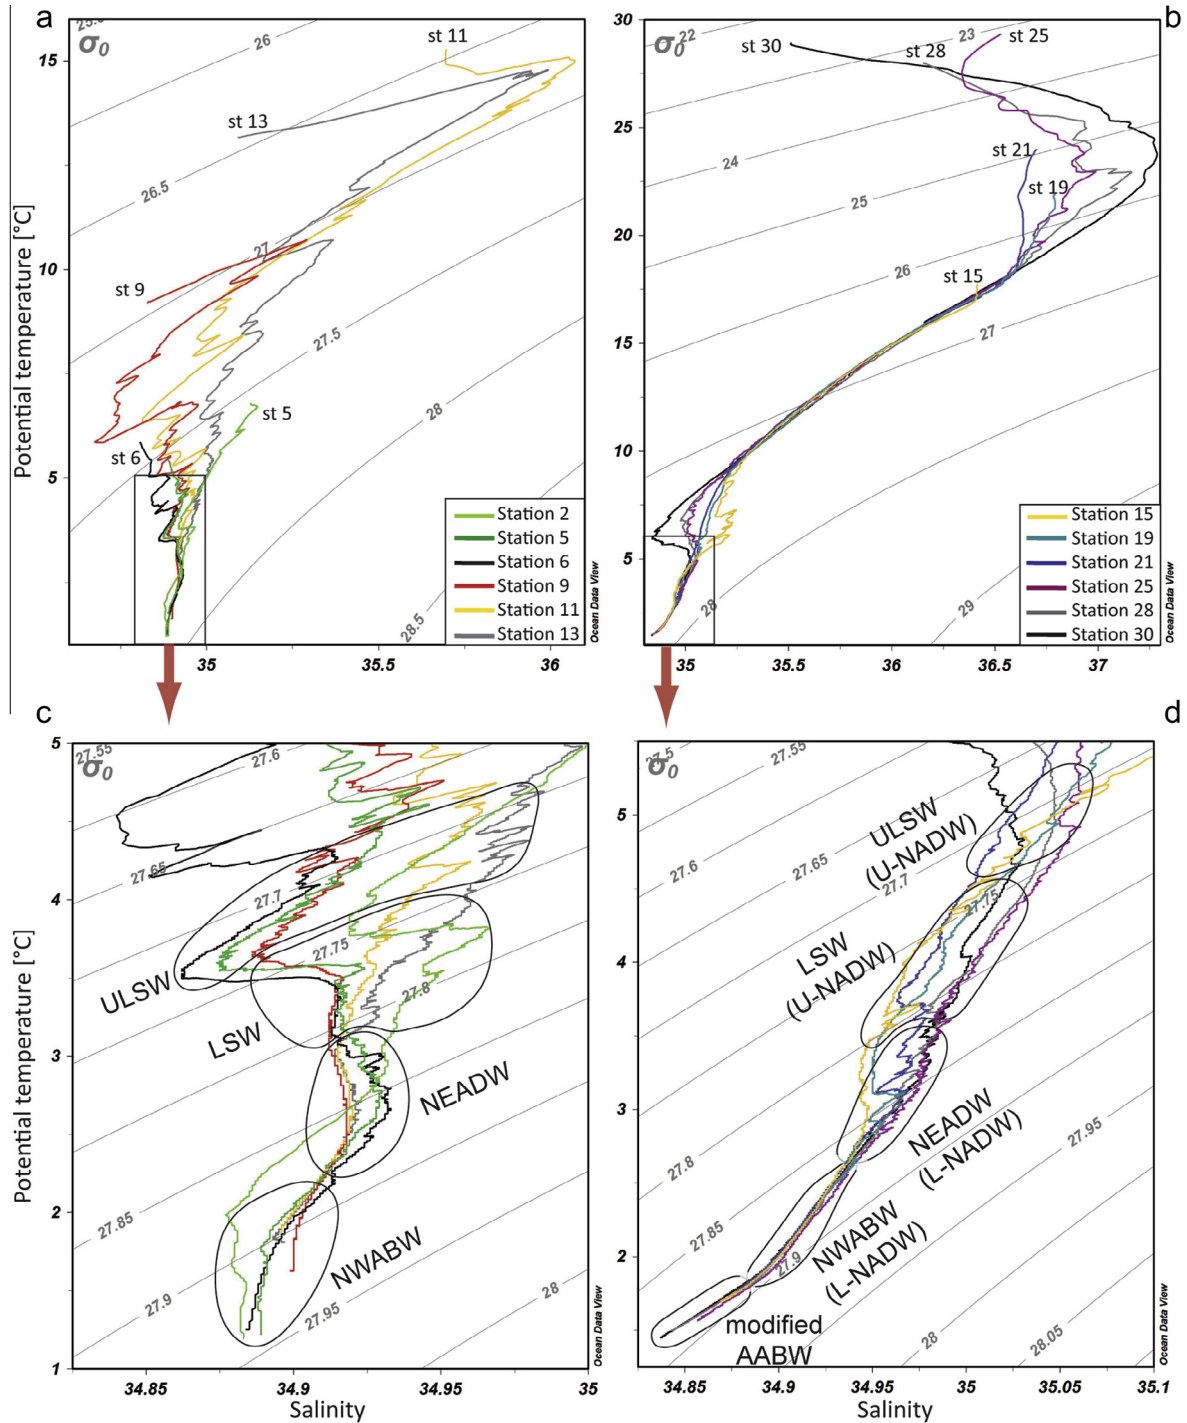 a
σ₀
25.5
26
26.5
27
27.5
28
28.5
st 11
st 13
st 9
st 5
st 6
15
10
5
Potential temperature [°C]
Station 2
Station 5
Station 6
Station 9
Station 11
Station 13
Ocean Data View
35
35.5
36
b
σ₀
22
23
24
25
26
27
28
29
st 30
st 28
st 25
st 21
st 19
st 15
30
25
20
15
10
5
Station 15
Station 19
Station 21
Station 25
Station 28
Station 30
Ocean Data View
35
35.5
36
36.5
37
c
σ₀
27.55
27.6
27.65
27.7
27.75
27.8
27.85
27.9
27.95
28
ULSW
LSW
NEADW
NWABW
5
4
3
2
1
Potential temperature [°C]
Ocean Data View
34.85
34.9
34.95
35
Salinity
d
σ₀
27.5
27.55
27.6
27.65
27.7
27.75
27.8
27.85
27.9
27.95
28
28.05
ULSW
(U-NADW)
LSW
(U-NADW)
NEADW
(L-NADW)
NWABW
(L-NADW)
modified
AABW
5
4
3
2
Ocean Data View
34.85
34.9
34.95
35
35.05
35.1
Salinity